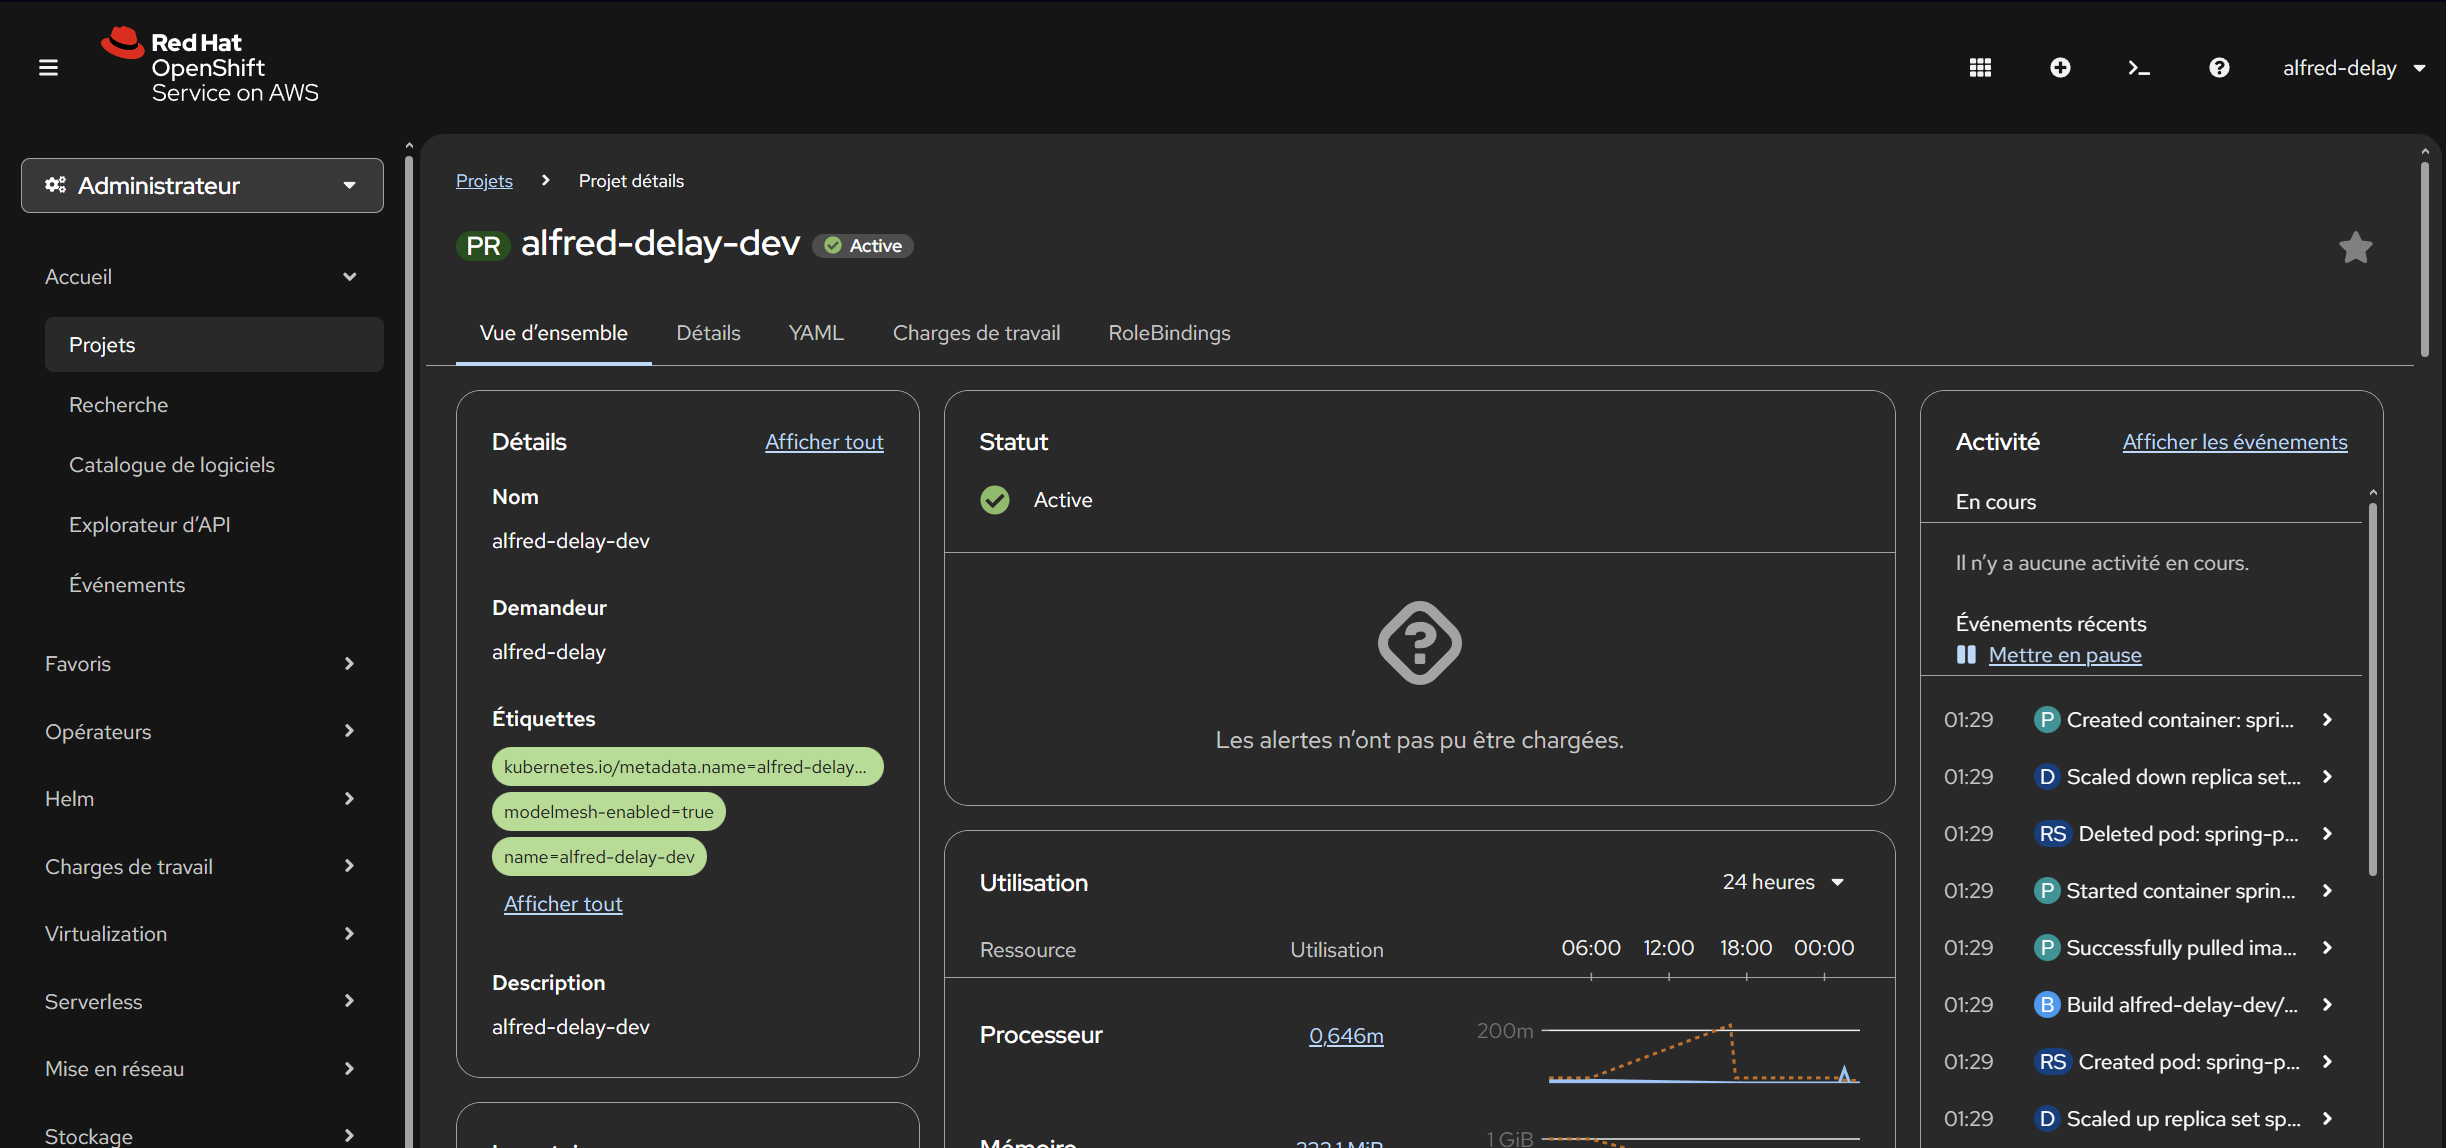 Red Hat
OpenShift
Service on AWS
alfred-delay
Administrateur
Accueil
Projets
Recherche
Catalogue de logiciels
Explorateur d’API
Événements
Favoris
Opérateurs
Helm
Charges de travail
Virtualization
Serverless
Mise en réseau
Stockage
Projets
Projet détails
PR alfred-delay-dev Active
Vue d’ensemble
Détails
YAML
Charges de travail
RoleBindings
Détails
Afficher tout
Nom
alfred-delay-dev
Demandeur
alfred-delay
Étiquettes
kubernetes.io/metadata.name=alfred-delay...
modelmesh-enabled=true
name=alfred-delay-dev
Afficher tout
Description
alfred-delay-dev
Statut
Active
Les alertes n’ont pas pu être chargées.
Utilisation
24 heures
Ressource
Utilisation
06:00 12:00 18:00 00:00
Processeur
0,646m
200m
Mémoire
1 GiB
Activité
Afficher les événements
En cours
Il n’y a aucune activité en cours.
Événements récents
Mettre en pause
01:29 P Created container: spri...
01:29 D Scaled down replica set...
01:29 RS Deleted pod: spring-p...
01:29 P Started container sprin...
01:29 P Successfully pulled ima...
01:29 B Build alfred-delay-dev/...
01:29 RS Created pod: spring-p...
01:29 D Scaled up replica set sp...